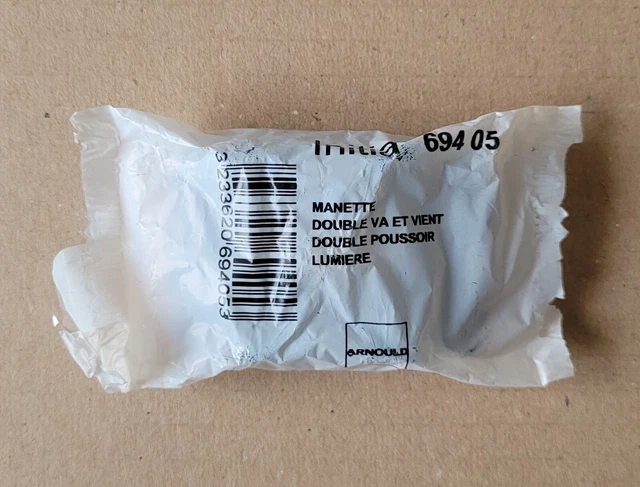 Initia 694 05
MANETTE
DOUBLE VA ET VIENT
DOUBLE POUSSOIR
LUMIERE
3233620694053
ARNOULD